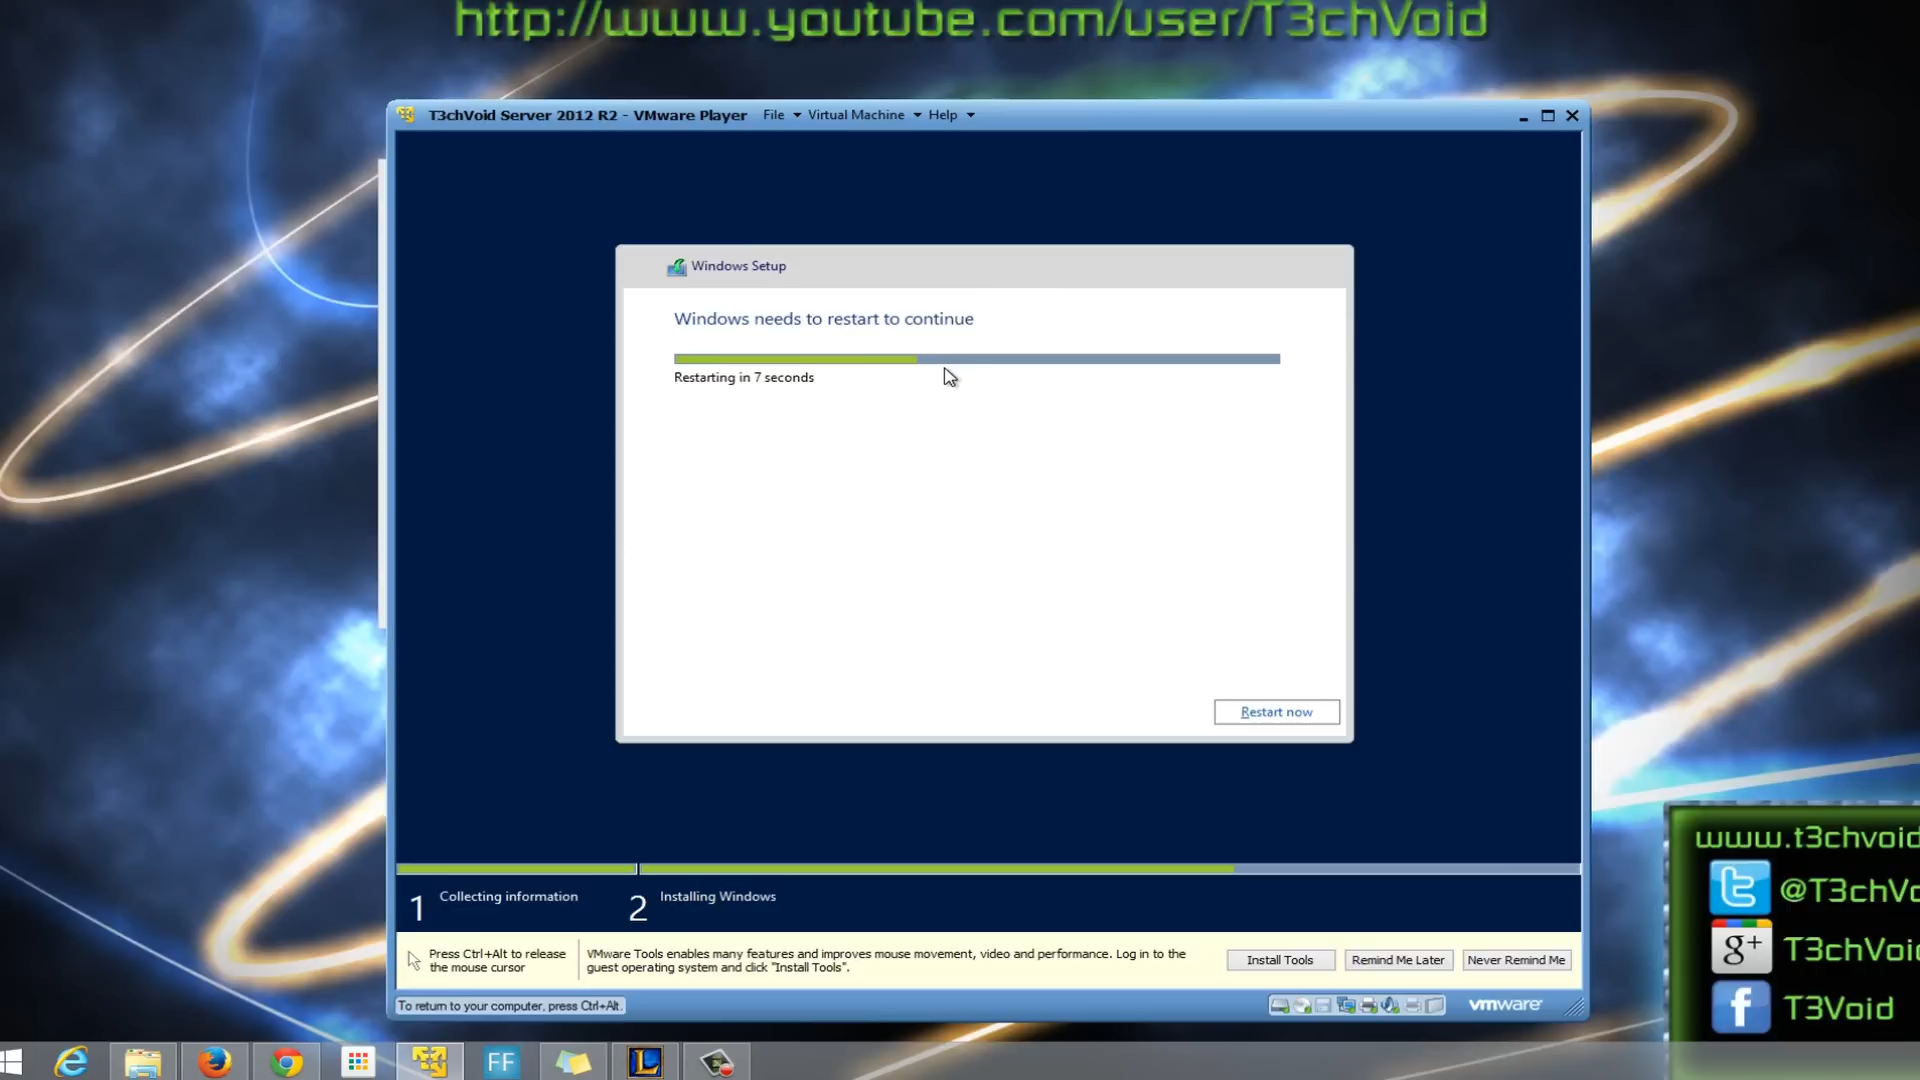 http://www.youtube.com/user/T3chVoid
T3chVoid Server 2012 R2 - VMware Player File Virtual Machine Help
Windows Setup
Windows needs to restart to continue
Restarting in 7 seconds
Restart now
1 Collecting information 2 Installing Windows
Press Ctrl+Alt to release
the mouse cursor
VMware Tools enables many features and improves mouse movement, video and performance. Log in to the
guest operating system and click "Install Tools".
Install Tools Remind Me Later Never Remind Me
To return to your computer, press Ctrl+Alt.
vmware
www.t3chvoid
@T3chVo
g+ T3chVoid
f T3Void
FF
L